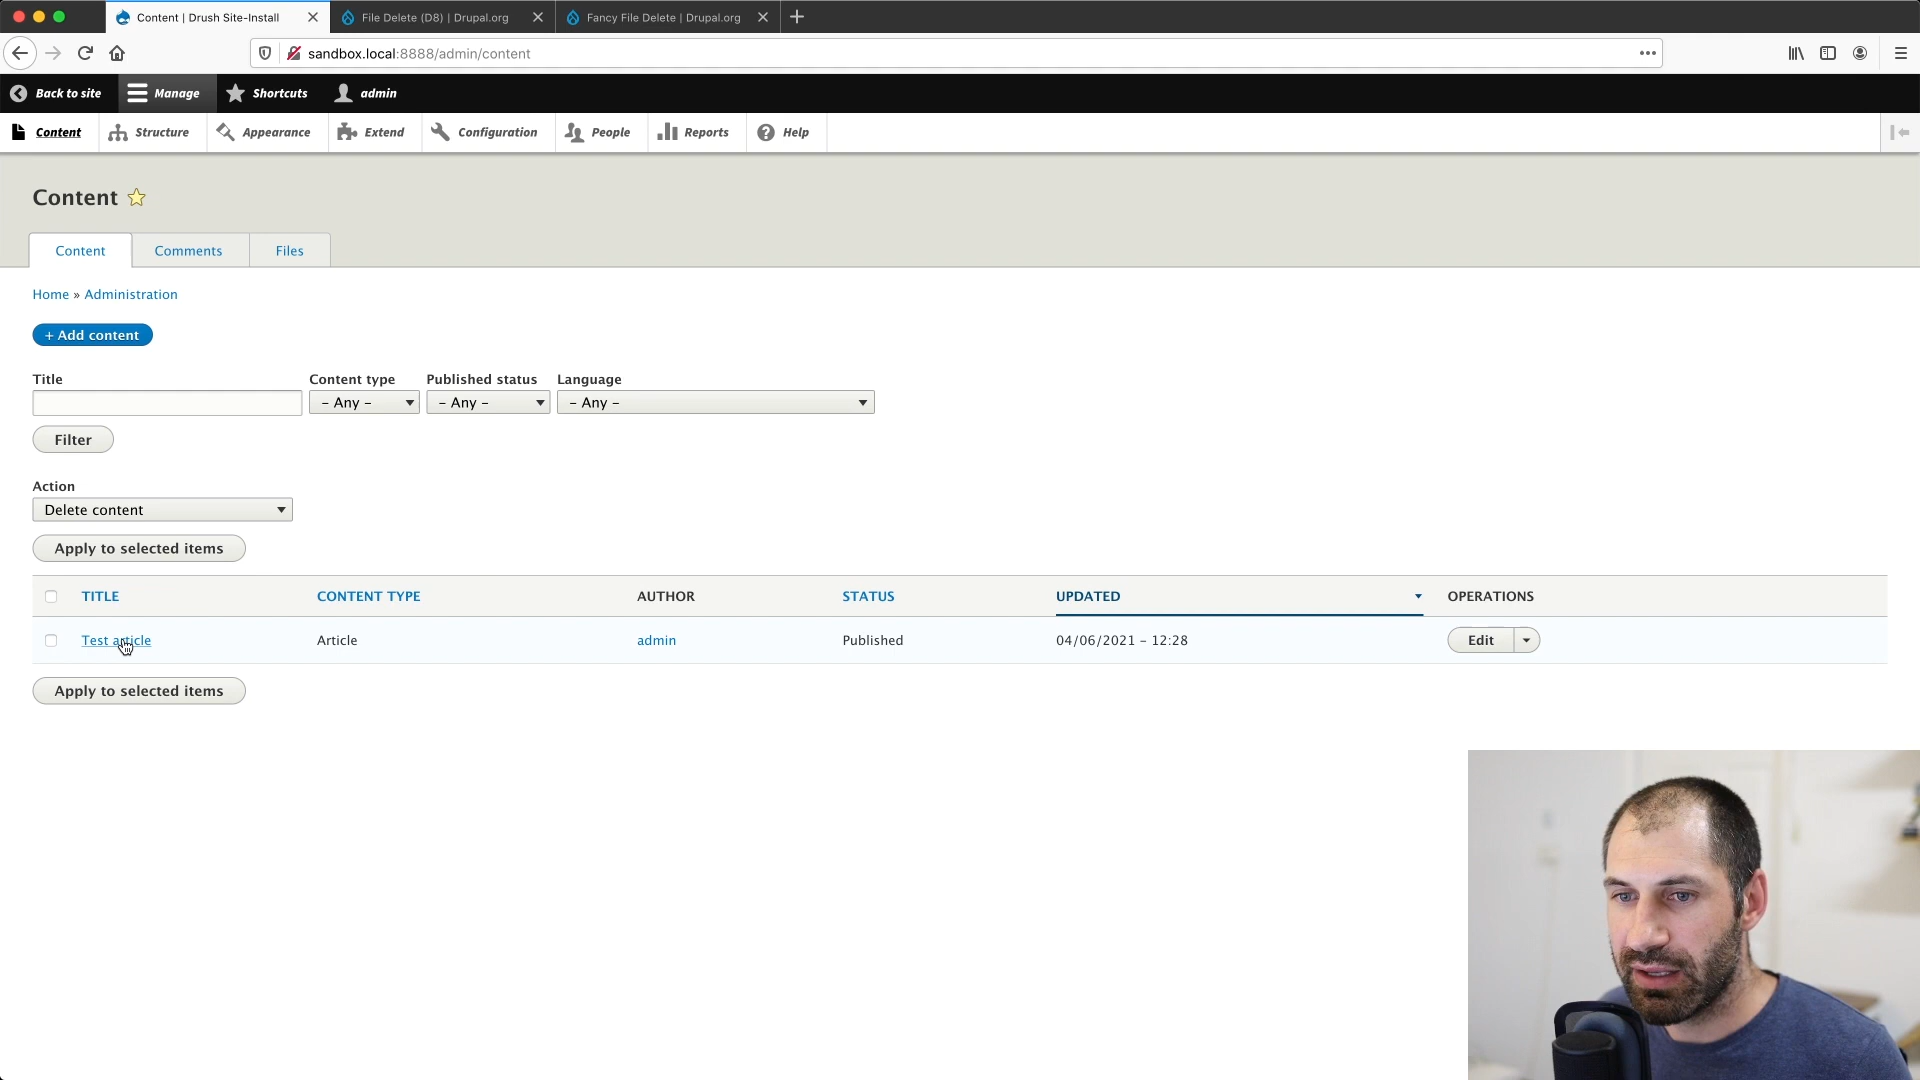 Content | Drush Site-Install
File Delete (D8) | Drupal.org
Fancy File Delete | Drupal.org
sandbox.local:8888/admin/content
Back to site
Manage
Shortcuts
admin
Content
Structure
Appearance
Extend
Configuration
People
Reports
Help
Content
Content
Comments
Files
Home » Administration
+ Add content
Title
Content type
Published status
Language
– Any –
– Any –
– Any –
Filter
Action
Delete content
Apply to selected items
TITLE
CONTENT TYPE
AUTHOR
STATUS
UPDATED
OPERATIONS
Test article
Article
admin
Published
04/06/2021 – 12:28
Edit
Apply to selected items